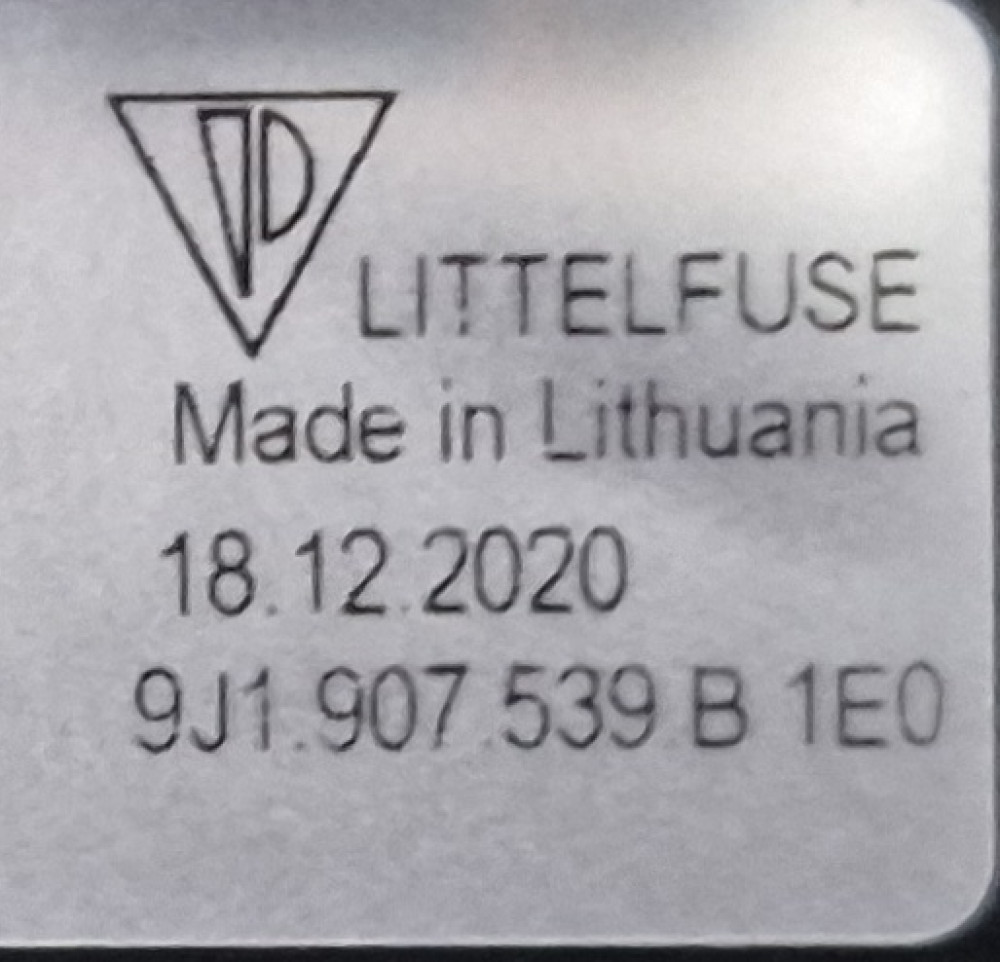 LITTELFUSE
Made in Lithuania
18.12.2020
9J1.907.539.B 1E0